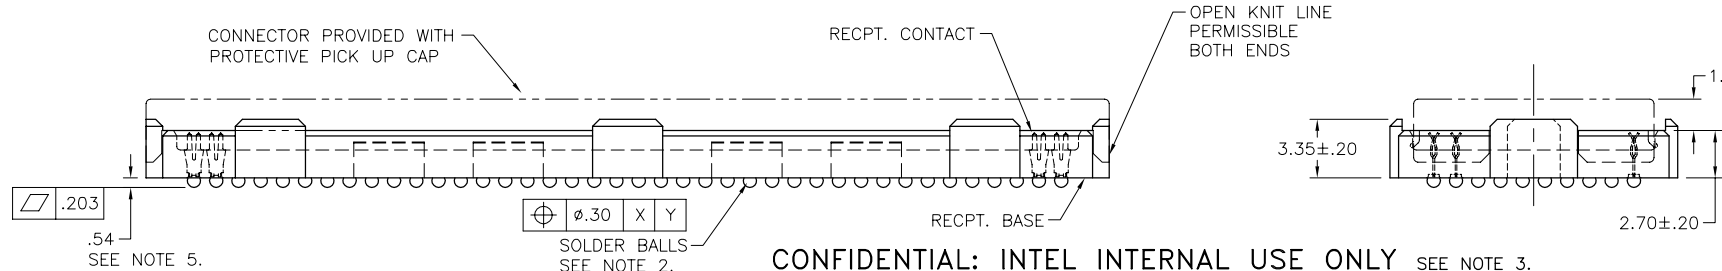 OPEN KNIT LINE
PERMISSIBLE
BOTH ENDS
CONNECTOR PROVIDED WITH
PROTECTIVE PICK UP CAP
RECPT. CONTACT
1.
3.35±.20
.203
⌀.30 X Y
RECPT. BASE
2.70±.20
.54
SEE NOTE 5.
SOLDER BALLS
SEE NOTE 2.
CONFIDENTIAL: INTEL INTERNAL USE ONLY SEE NOTE 3.